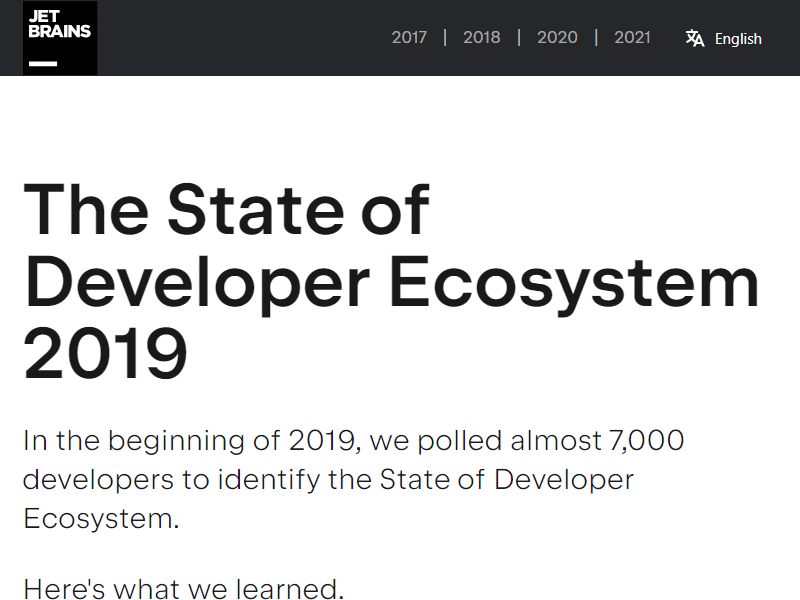 JET
BRAINS
2017 | 2018 | 2020 | 2021 English
The State of
Developer Ecosystem
2019
In the beginning of 2019, we polled almost 7,000
developers to identify the State of Developer
Ecosystem.
Here's what we learned.